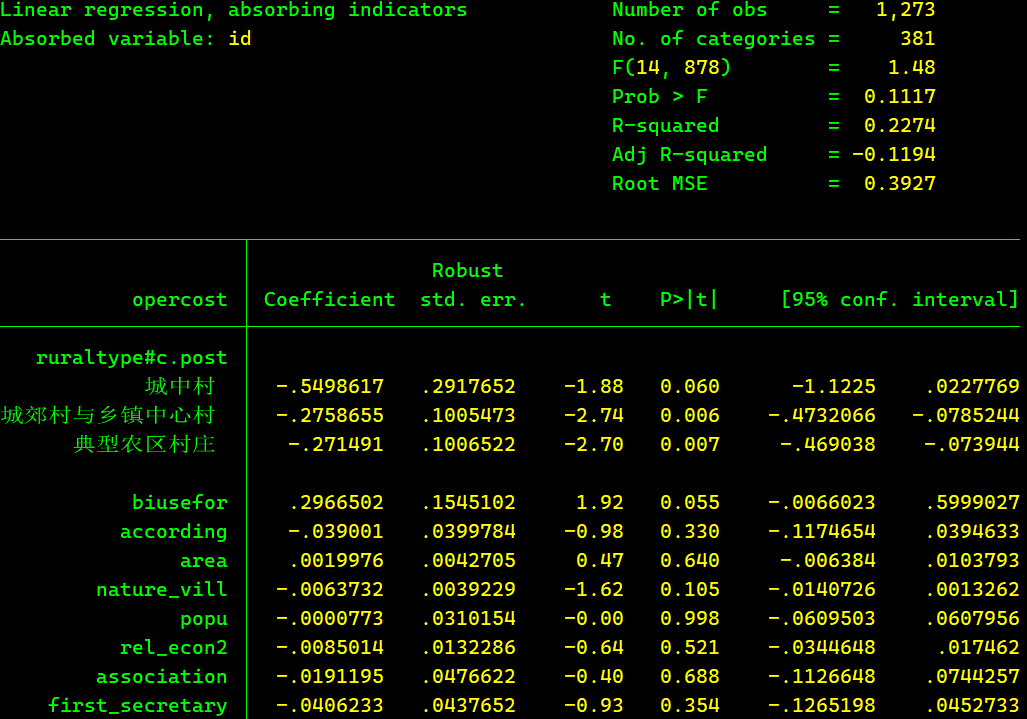 Linear regression, absorbing indicators Number of obs = 1,273
Absorbed variable: id No. of categories = 381
F(14, 878) = 1.48
Prob > F = 0.1117
R-squared = 0.2274
Adj R-squared = -0.1194
Root MSE = 0.3927
Robust
opercost Coefficient std. err. t P>|t| [95% conf. interval]
ruraltype#c.post
城中村 -.5498617 .2917652 -1.88 0.060 -1.1225 .0227769
城郊村与乡镇中心村 -.2758655 .1005473 -2.74 0.006 -.4732066 -.0785244
典型农区村庄 -.271491 .1006522 -2.70 0.007 -.469038 -.073944
biusefor .2966502 .1545102 1.92 0.055 -.0066023 .5999027
according -.039001 .0399784 -0.98 0.330 -.1174654 .0394633
area .0019976 .0042705 0.47 0.640 -.006384 .0103793
nature_vill -.0063732 .0039229 -1.62 0.105 -.0140726 .0013262
popu -.0000773 .0310154 -0.00 0.998 -.0609503 .0607956
rel_econ2 -.0085014 .0132286 -0.64 0.521 -.0344648 .017462
association -.0191195 .0476622 -0.40 0.688 -.1126648 .0744257
first_secretary -.0406233 .0437652 -0.93 0.354 -.1265198 .0452733